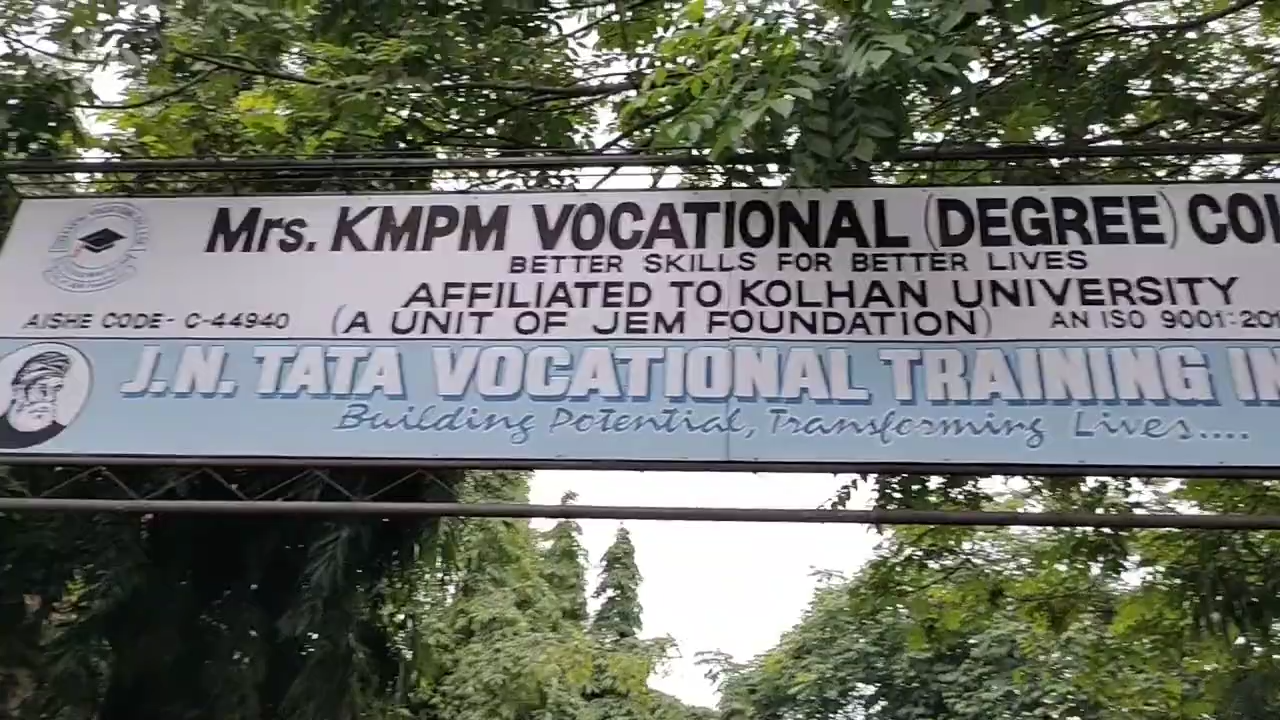 Mrs. KMPM VOCATIONAL (DEGREE) COL
BETTER SKILLS FOR BETTER LIVES
AFFILIATED TO KOLHAN UNIVERSITY
AISHE CODE- C-44940 (A UNIT OF JEM FOUNDATION) AN ISO 9001:201
J.N. TATA VOCATIONAL TRAINING IN
Building Potential, Transforming Lives....